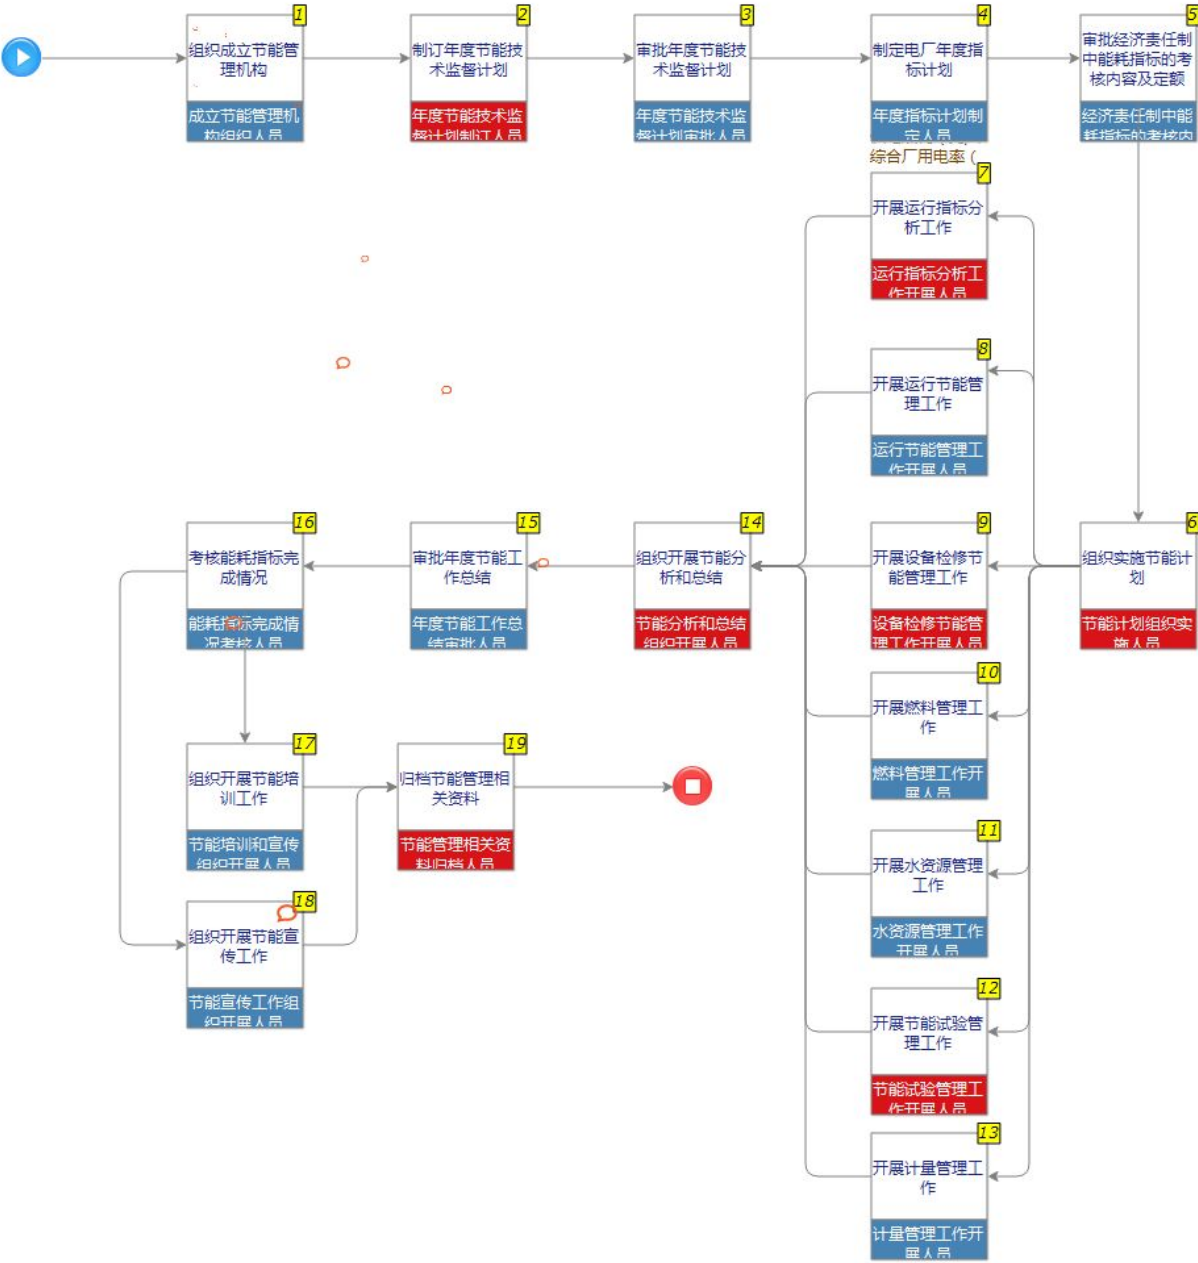 1
组织成立节能管
理机构
成立节能管理机
构组织人员
2
制订年度节能技
术监督计划
年度节能技术监
督计划制订人员
3
审批年度节能技
术监督计划
年度节能技术监
督计划审批人员
4
制定电厂年度指
标计划
年度指标计划制
定人员
5
审批经济责任制
中能耗指标的考
核内容及定额
经济责任制中能
耗指标的考核内
综合厂用电率（
7
开展运行指标分
析工作
运行指标分析工
作开展人员
8
开展运行节能管
理工作
运行节能管理工
作开展人员
16
考核能耗指标完
成情况
能耗指标完成情
况考核人员
15
审批年度节能工
作总结
年度节能工作总
结审批人员
14
组织开展节能分
析和总结
节能分析和总结
组织开展人员
9
开展设备检修节
能管理工作
设备检修节能管
理工作开展人员
6
组织实施节能计
划
节能计划组织实
施人员
10
开展燃料管理工
作
燃料管理工作开
展人员
17
组织开展节能培
训工作
节能培训和宣传
组织开展人员
19
归档节能管理相
关资料
节能管理相关资
料归档人员
11
开展水资源管理
工作
水资源管理工作
开展人员
18
组织开展节能宣
传工作
节能宣传工作组
织开展人员
12
开展节能试验管
理工作
节能试验管理工
作开展人员
13
开展计量管理工
作
计量管理工作开
展人员